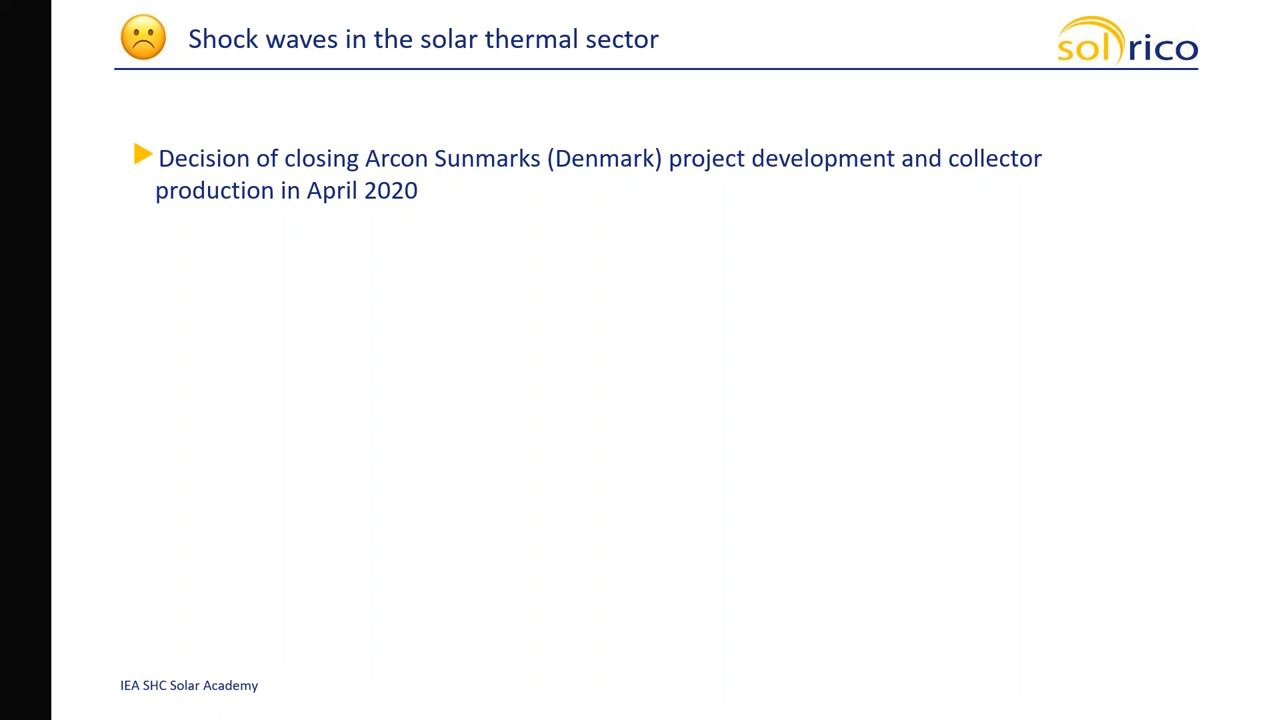 Shock waves in the solar thermal sector
solrico
Decision of closing Arcon Sunmarks (Denmark) project development and collector
production in April 2020
IEA SHC Solar Academy